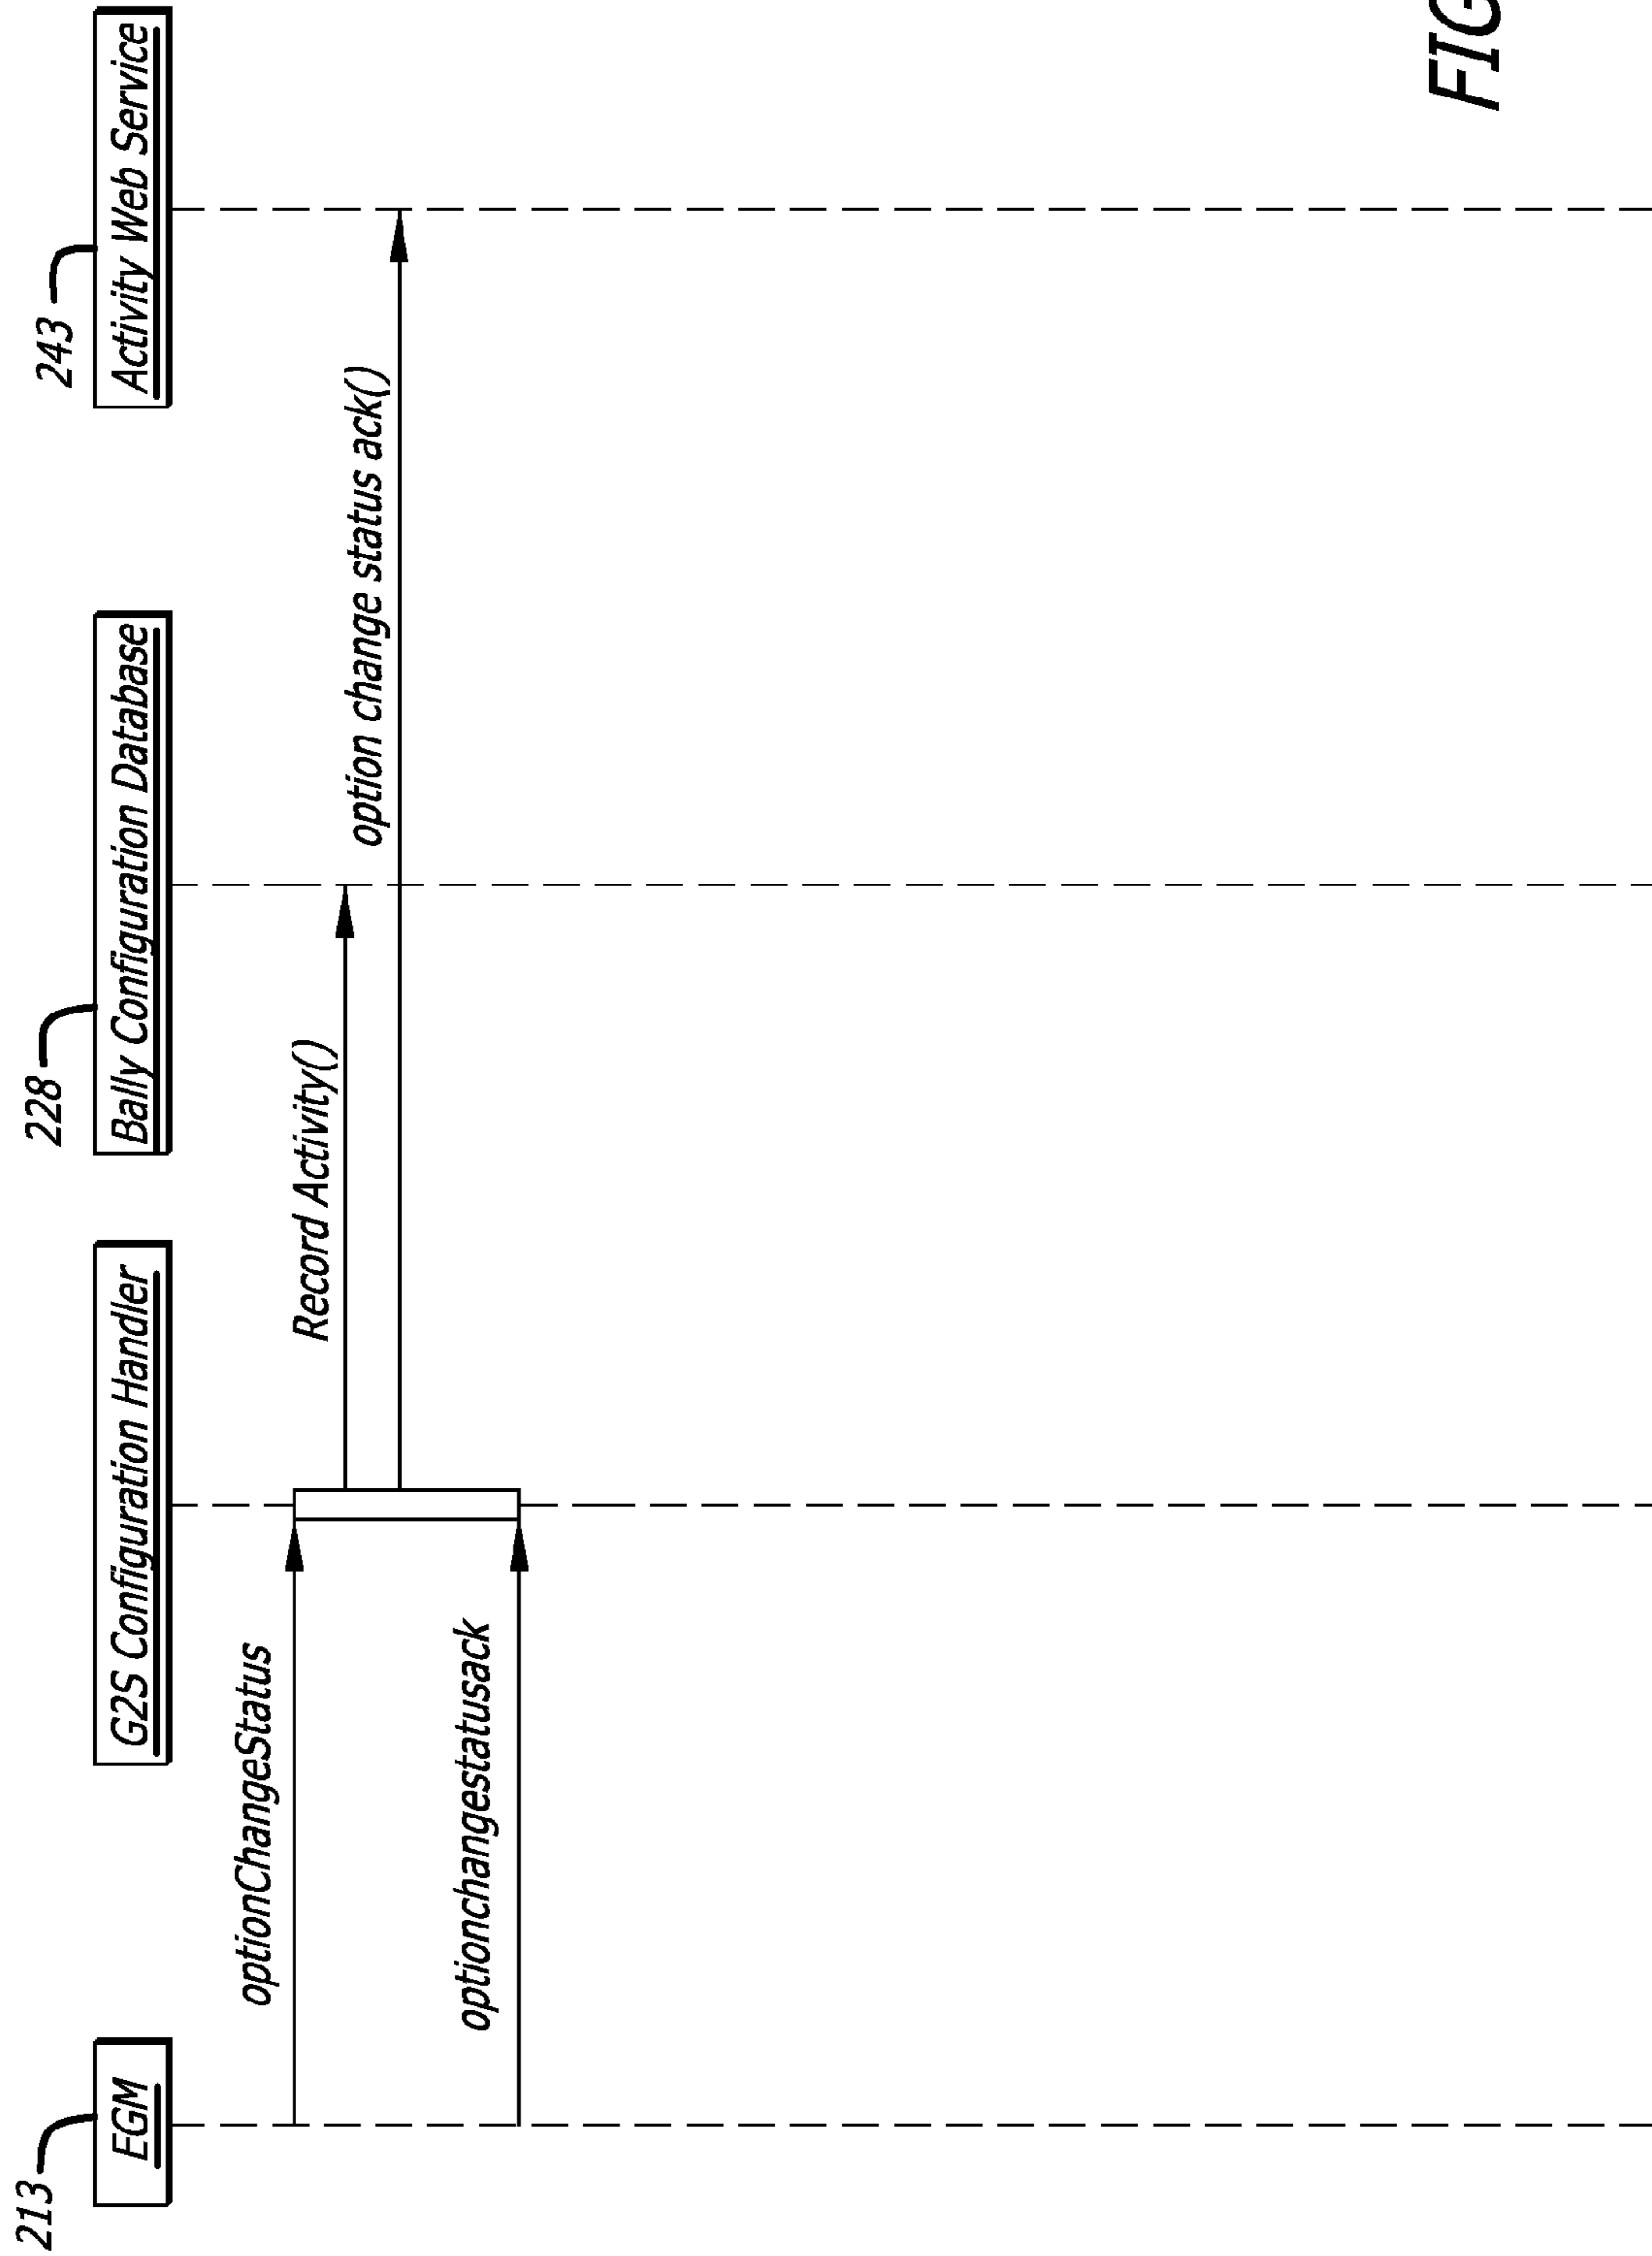 213
228
243
EGM
G2S Configuration Handler
Bally Configuration Database
Activity Web Service
optionChangeStatus
Record Activity()
option change status ack()
optionchangestatusack
FIG